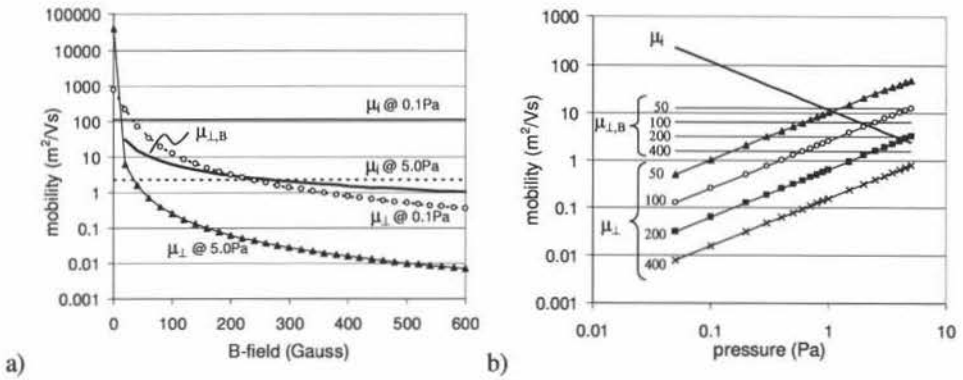 100000
10000
1000
100
10
1
0.1
0.01
0.001
mobility (m²/Vs)
μi @ 0.1Pa
μ⊥,B
μi @ 5.0Pa
μ⊥ @ 0.1Pa
μ⊥ @ 5.0Pa
0 100 200 300 400 500 600
B-field (Gauss)
a)
1000
100
10
1
0.1
0.01
0.001
mobility (m²/Vs)
μi
μ⊥,B
50
100
200
400
μ⊥
50
100
200
400
0.01 0.1 1 10
pressure (Pa)
b)